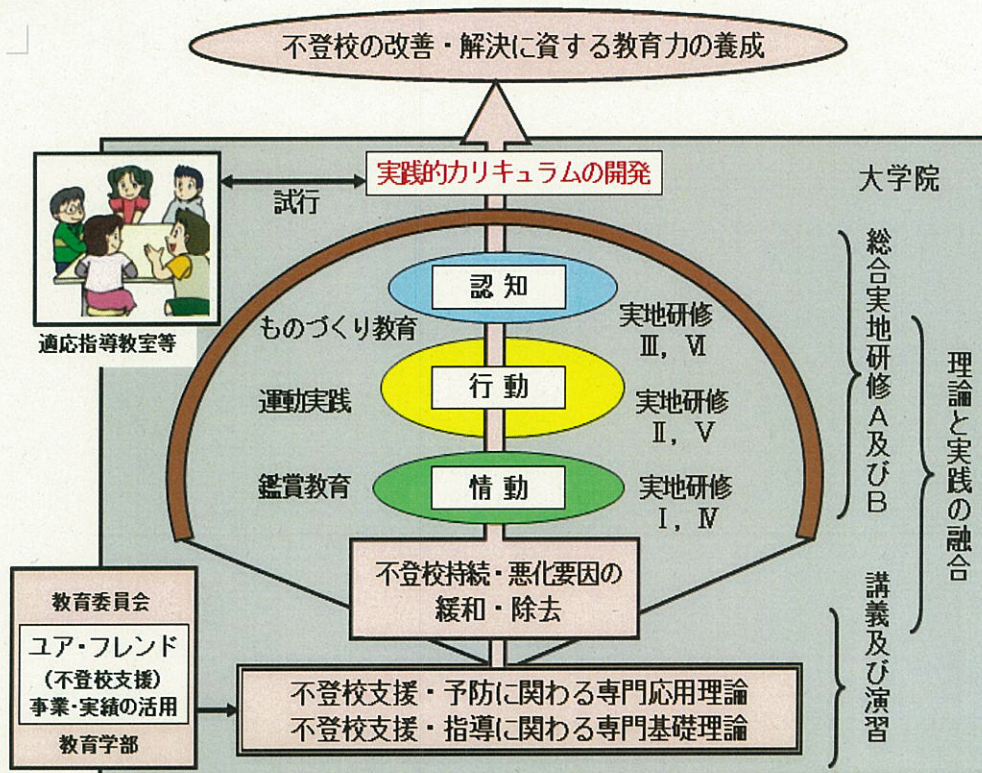 不登校の改善・解決に資する教育力の養成
実践的カリキュラムの開発
大学院
試行
適応指導教室等
認知
ものづくり教育
実地研修
Ⅲ, Ⅵ
行動
運動実践
実地研修
Ⅱ, Ⅴ
情動
鑑賞教育
実地研修
Ⅰ, Ⅳ
総合実地研修A及びB
理論と実践の融合
講義及び演習
不登校持続・悪化要因の
緩和・除去
教育委員会
ユア・フレンド
(不登校支援)
事業・実績の活用
教育学部
不登校支援・予防に関わる専門応用理論
不登校支援・指導に関わる専門基礎理論